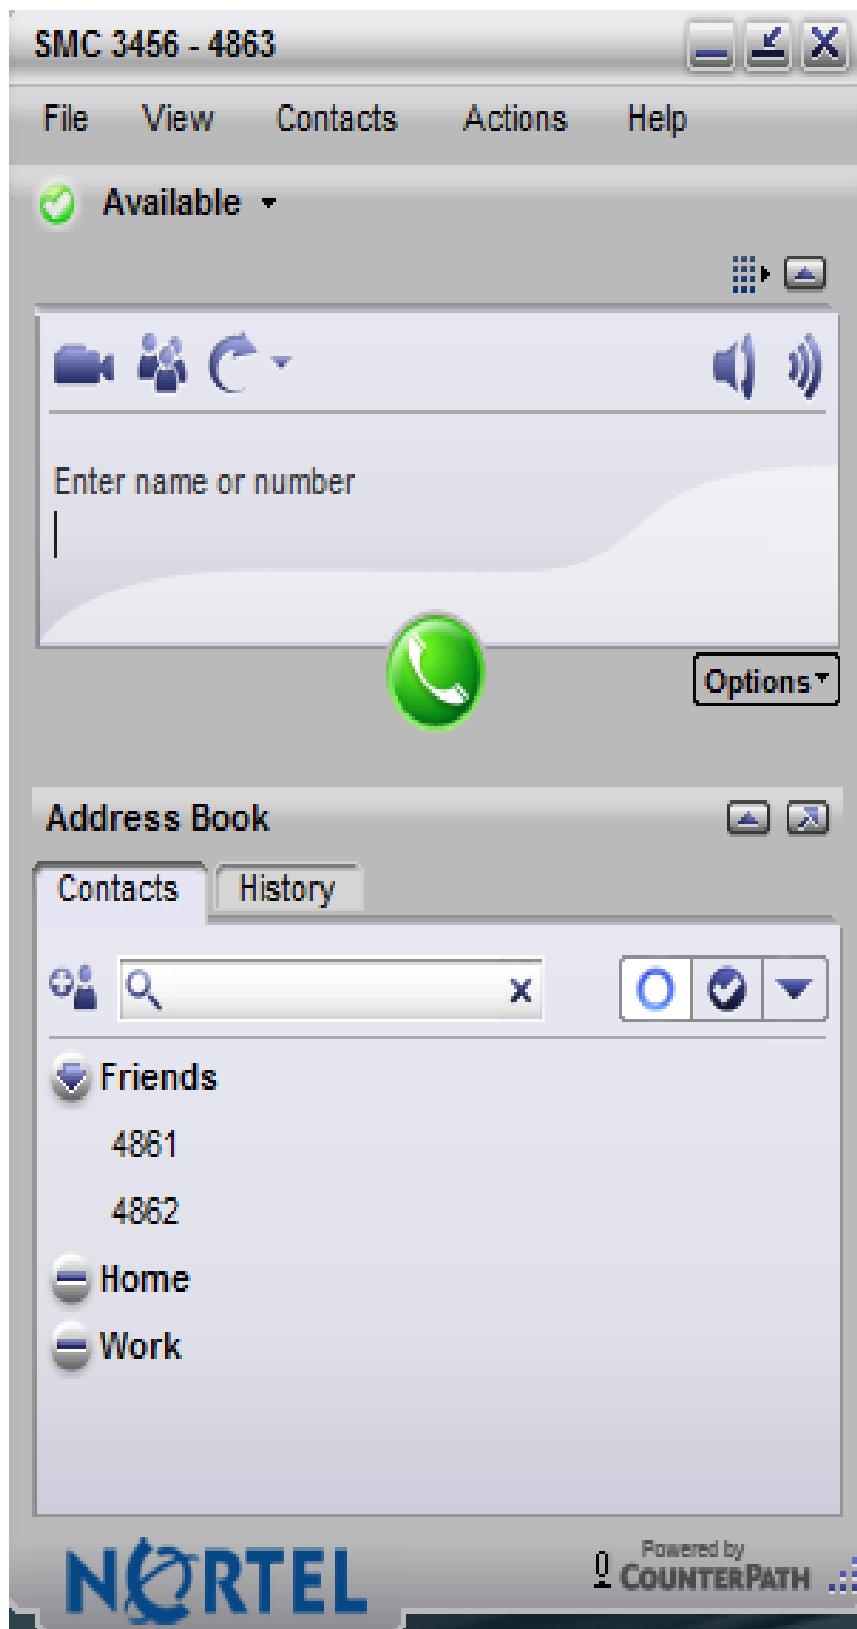 SMC 3456 - 4863
File View Contacts Actions Help
Available
Enter name or number
Options
Address Book
Contacts History
Friends
4861
4862
Home
Work
NORTEL
Powered by
COUNTERPATH